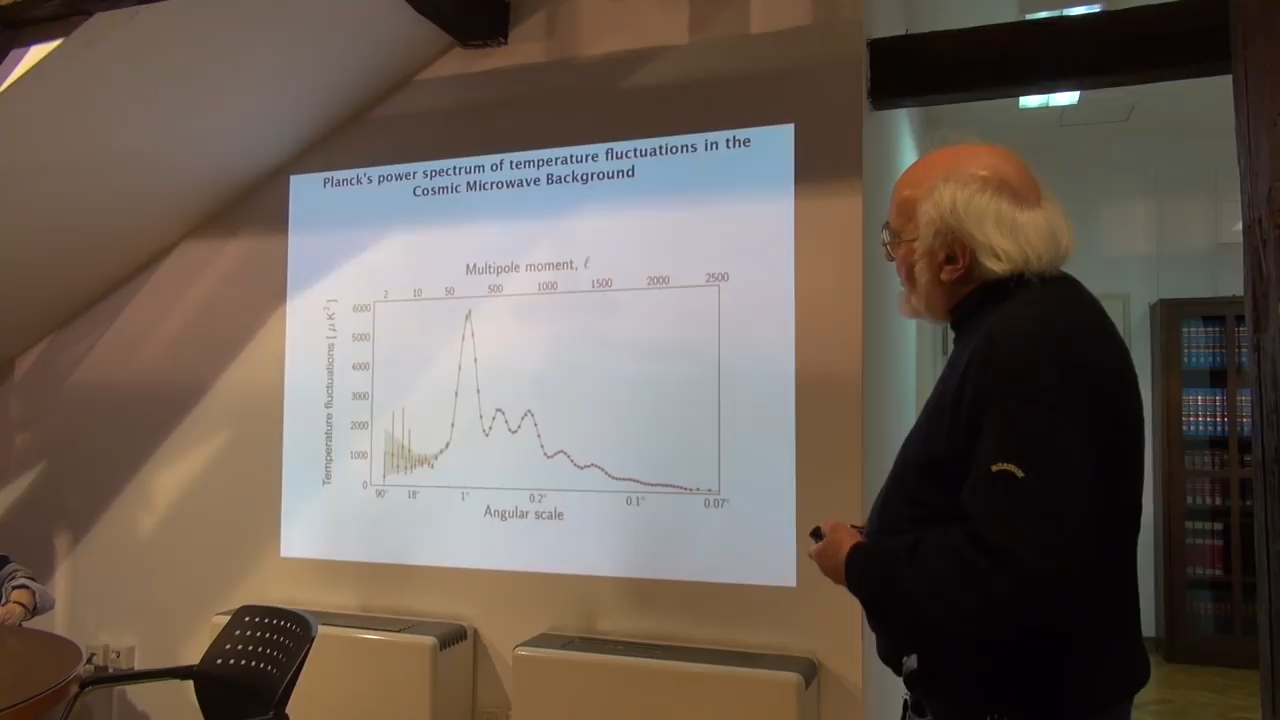 Planck's power spectrum of temperature fluctuations in the
Cosmic Microwave Background
Multipole moment, ℓ
2 10 50 500 1000 1500 2000 2500
Temperature fluctuations [ μ K² ]
6000
5000
4000
3000
2000
1000
0
90° 18° 1° 0.2° 0.1° 0.07°
Angular scale